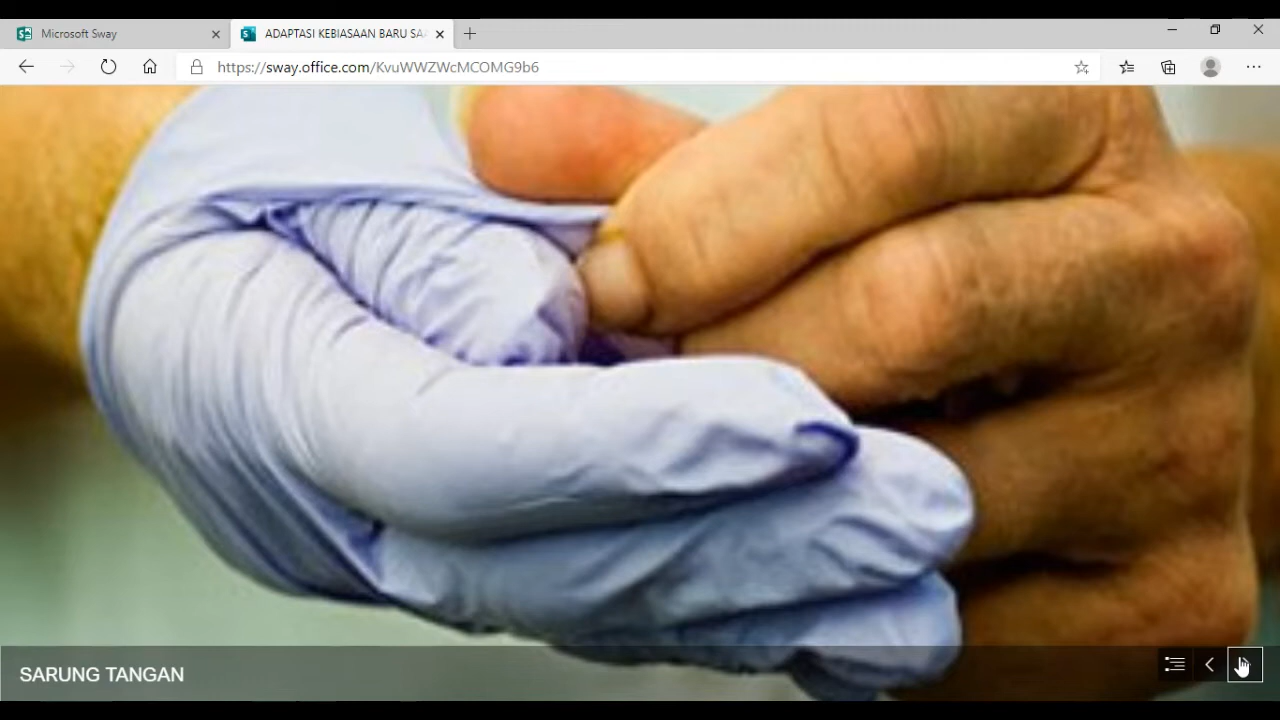 Microsoft Sway
ADAPTASI KEBIASAAN BARU SA
https://sway.office.com/KvuWWZWcMCOMG9b6
SARUNG TANGAN